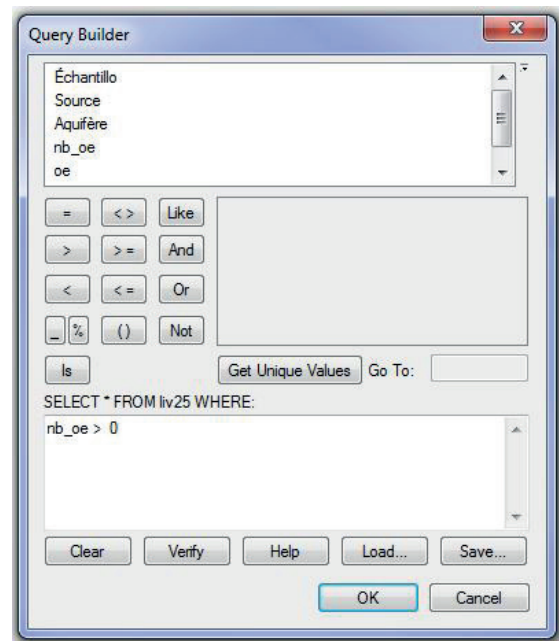 Query Builder
x
Échantillo
Source
Aquifère
nb_oe
oe
= < > Like
> > = And
< < = Or
_ % ( ) Not
Is Get Unique Values Go To:
SELECT * FROM liv25 WHERE:
nb_oe > 0
Clear Verify Help Load... Save...
OK Cancel